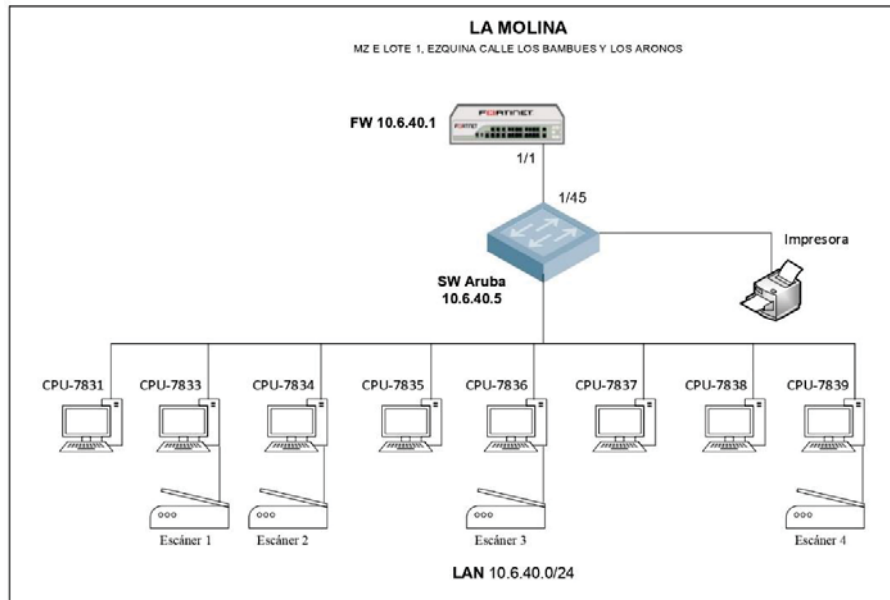 LA MOLINA
MZ E LOTE 1, EZQUINA CALLE LOS BAMBUES Y LOS ARONOS
FORTINET
FORTINET
FW 10.6.40.1
1/1
1/45
Impresora
SW Aruba
10.6.40.5
CPU-7831 CPU-7833 CPU-7834 CPU-7835 CPU-7836 CPU-7837 CPU-7838 CPU-7839
Escáner 1 Escáner 2 Escáner 3 Escáner 4
LAN 10.6.40.0/24